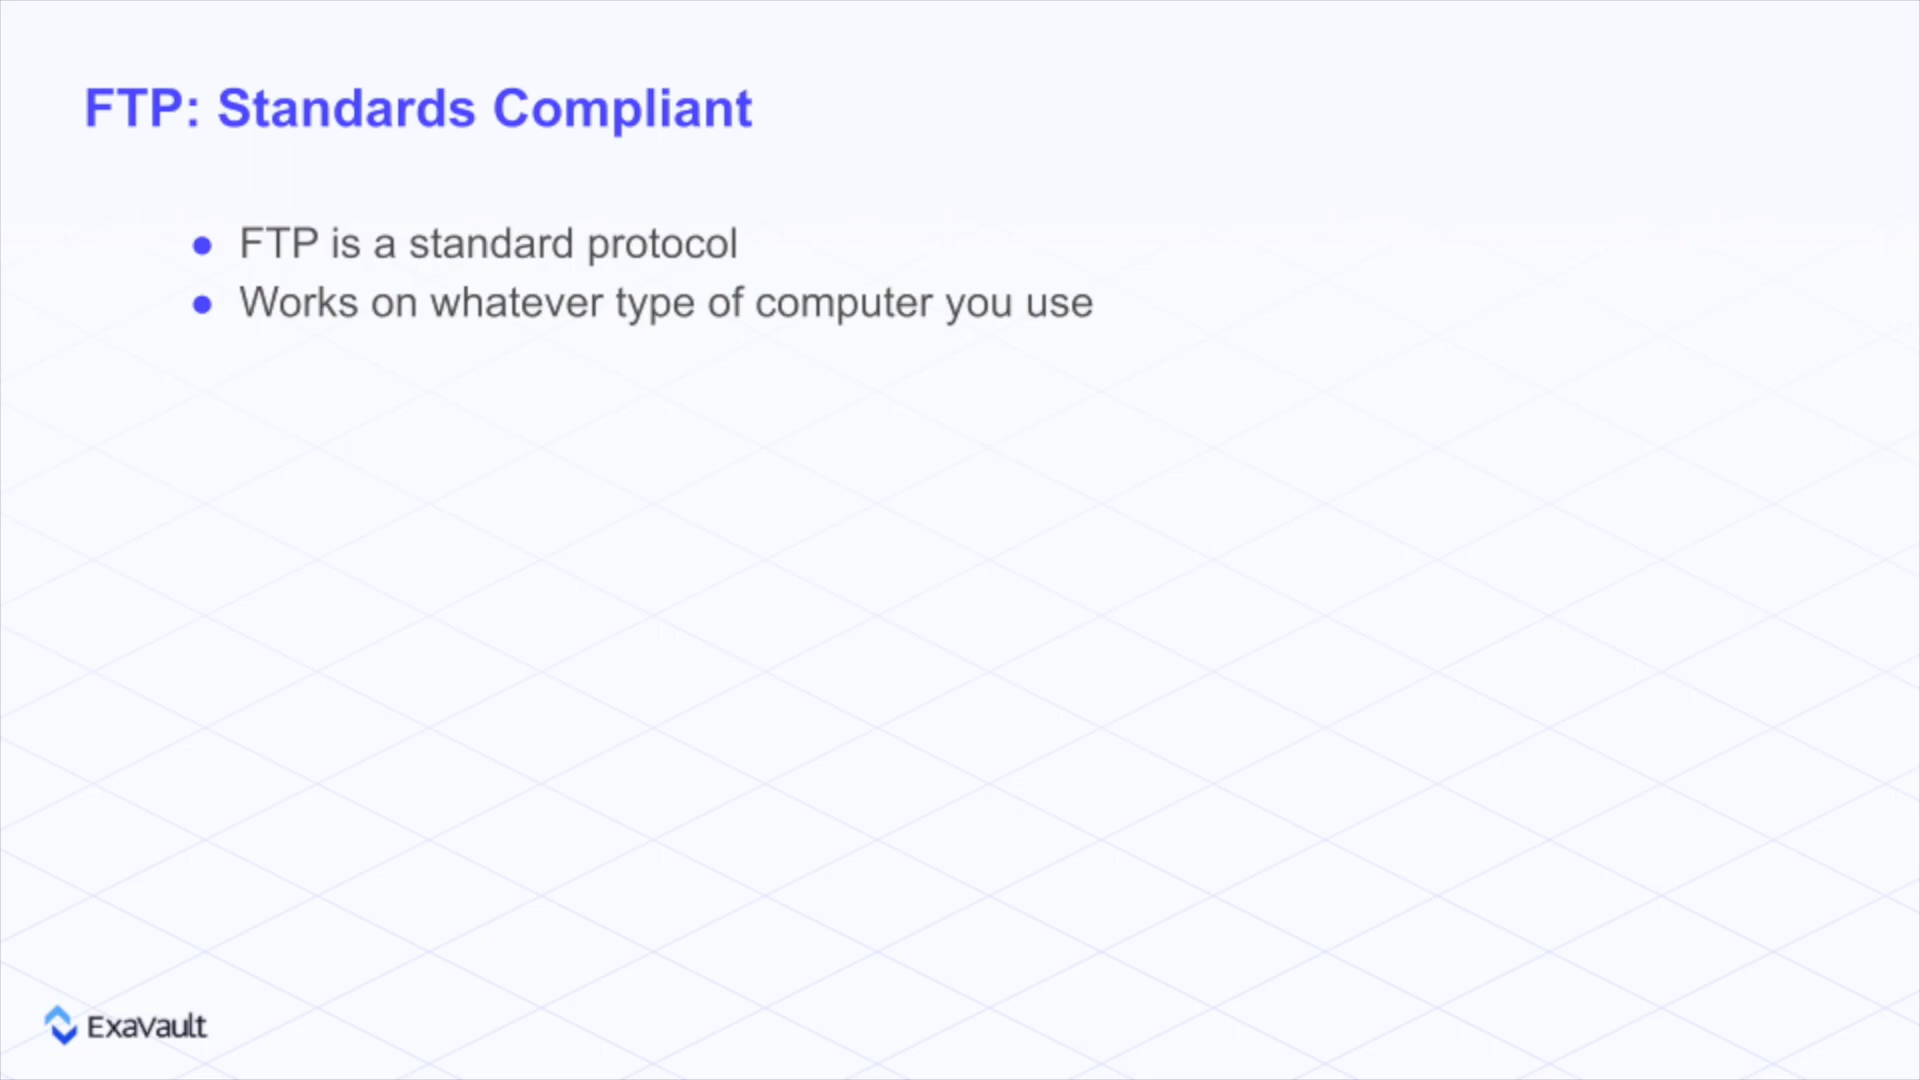 FTP: Standards Compliant
● FTP is a standard protocol
● Works on whatever type of computer you use
ExaVault